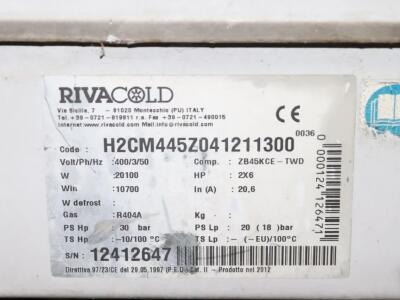 RIVACOLD
Via Sicilia, 7 - 61020 Montecchio (PU) ITALY
Tel. +39-0721-919911 r.a. Fax +39-0721-490015
Internet:www.rivacold.com Mail:info@rivacold.com
CE
0036
Code : H2CM445Z041211300
Volt/Ph/Hz : 400/3/50 Comp. : ZB45KCE-TWD
W : 20100 HP : 2X6
Win : 10700 In (A) : 20,6
W defrost : -
Gas : R404A Kg : -
PS Hp : 30 bar PS Lp : 20 (18) bar
TS Hp : -10/100 °C TS Lp : -(-EU)/100°C
S/N : 12412647
Direttiva 97/23/CE del 29.05.1997 (P.E.D.) Cat. II - Prodotto nel 2012
0000124126471